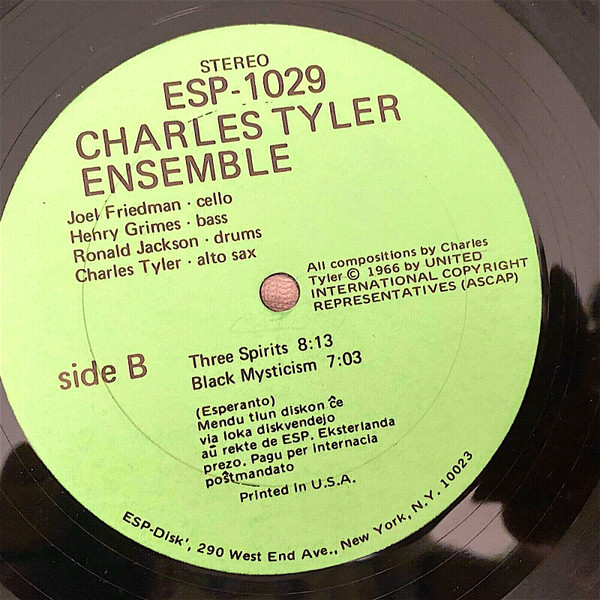 STEREO
ESP-1029
CHARLES TYLER
ENSEMBLE
Joel Friedman · cello
Henry Grimes · bass
Ronald Jackson · drums
Charles Tyler · alto sax
All compositions by Charles
Tyler © 1966 by UNITED
INTERNATIONAL COPYRIGHT
REPRESENTATIVES (ASCAP)
side B
Three Spirits 8:13
Black Mysticism 7:03
(Esperanto)
Mendu tiun diskon ĉe
via loka diskvendejo
aŭ rekte de ESP. Eksterlanda
prezo. Pagu per internacia
poŝtmandato
Printed in U.S.A.
ESP-Disk', 290 West End Ave., New York, N.Y. 10023